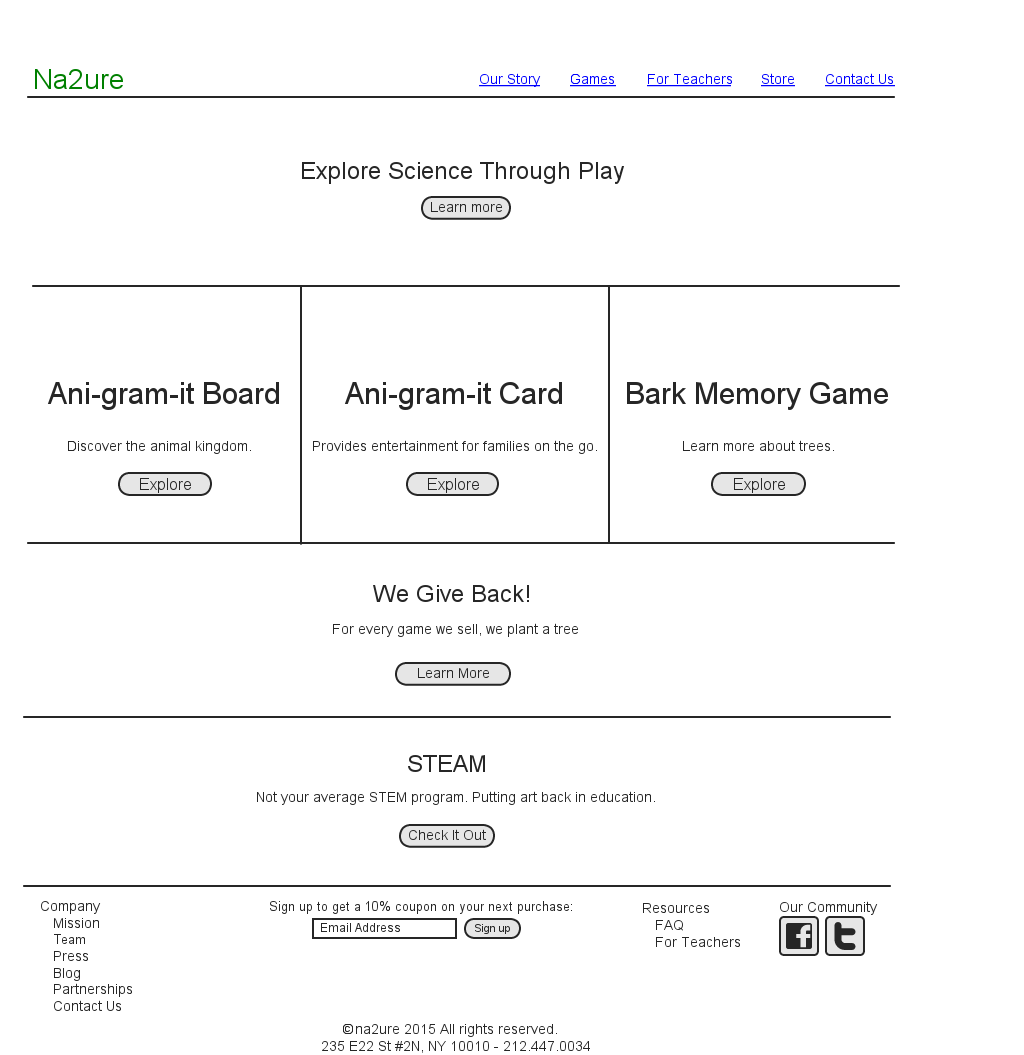 Na2ure
Our Story Games For Teachers Store Contact Us
Explore Science Through Play
Learn more
Ani-gram-it Board
Discover the animal kingdom.
Explore
Ani-gram-it Card
Provides entertainment for families on the go.
Explore
Bark Memory Game
Learn more about trees.
Explore
We Give Back!
For every game we sell, we plant a tree
Learn More
STEAM
Not your average STEM program. Putting art back in education.
Check It Out
Company
Mission
Team
Press
Blog
Partnerships
Contact Us
Sign up to get a 10% coupon on your next purchase:
Email Address Sign up
Resources
FAQ
For Teachers
Our Community
©na2ure 2015 All rights reserved.
235 E22 St #2N, NY 10010 - 212.447.0034